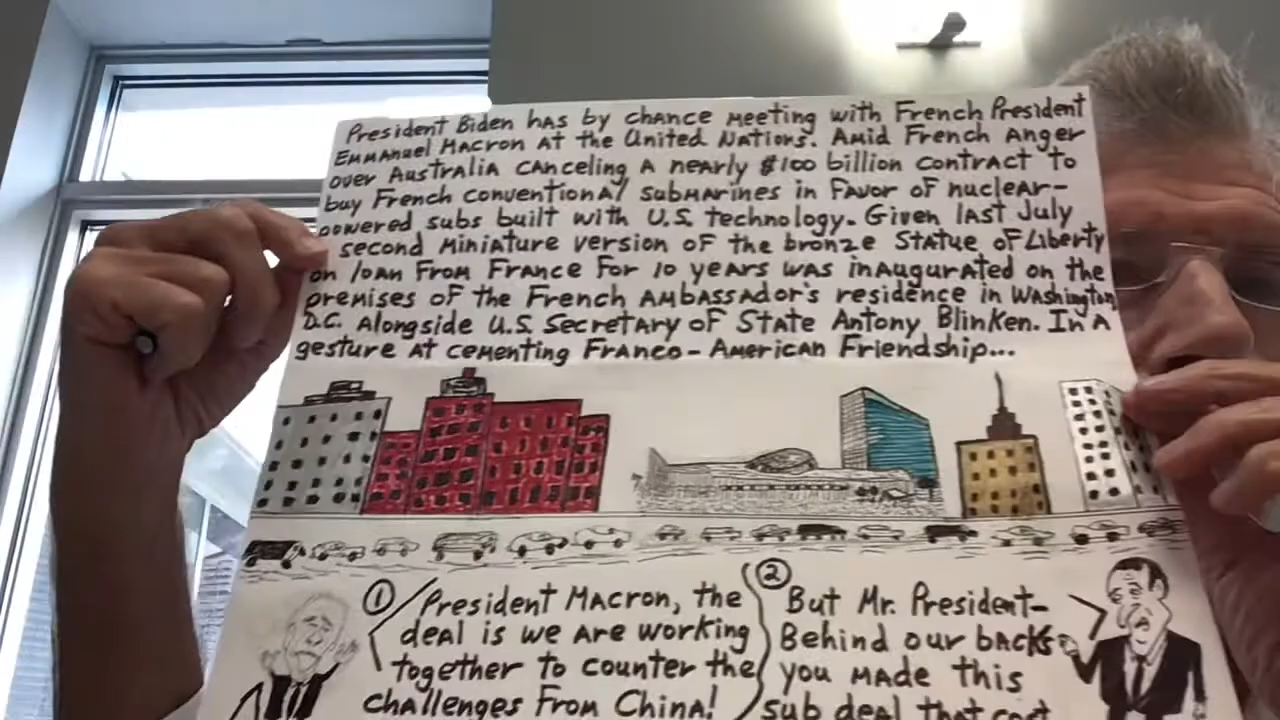 President Biden has by chance meeting with French President
Emmanuel Macron at the United Nations. Amid French anger
over Australia canceling a nearly $100 billion contract to
buy French conventional submarines in favor of nuclear-
powered subs built with U.S. technology. Given last July
second miniature version of the bronze Statue of Liberty
on loan from France for 10 years was inaugurated on the
premises of the French Ambassador's residence in Washington,
D.C. alongside U.S. Secretary of State Antony Blinken. In a
gesture at cementing Franco-American Friendship...
① President Macron, the
deal is we are working
together to counter the
challenges from China!
② But Mr. President-
Behind our backs
you made this
sub deal that cost